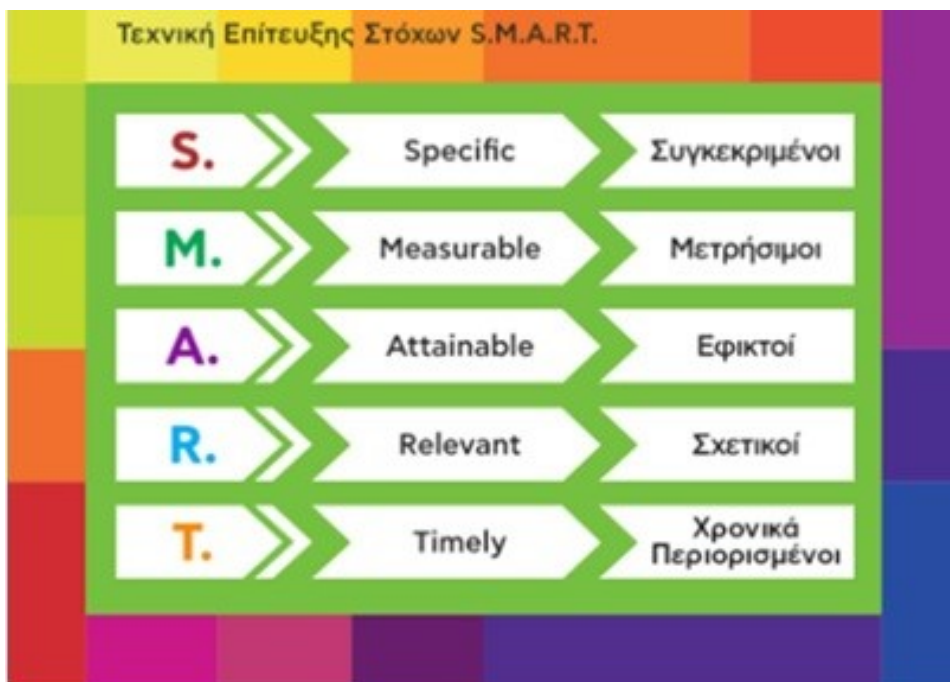 Τεχνική Επίτευξης Στόχων S.M.A.R.T.
S. Specific Συγκεκριμένοι
M. Measurable Μετρήσιμοι
A. Attainable Εφικτοί
R. Relevant Σχετικοί
T. Timely Χρονικά
Περιορισμένοι